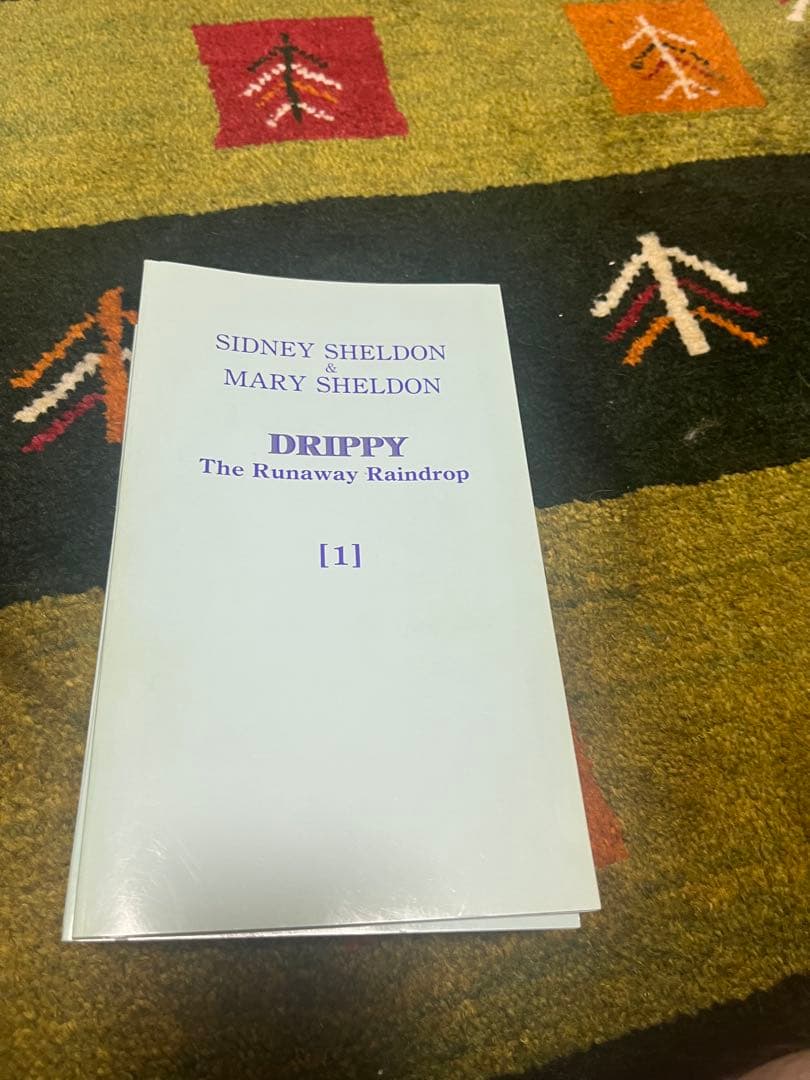 SIDNEY SHELDON
&
MARY SHELDON
DRIPPY
The Runaway Raindrop
[1]